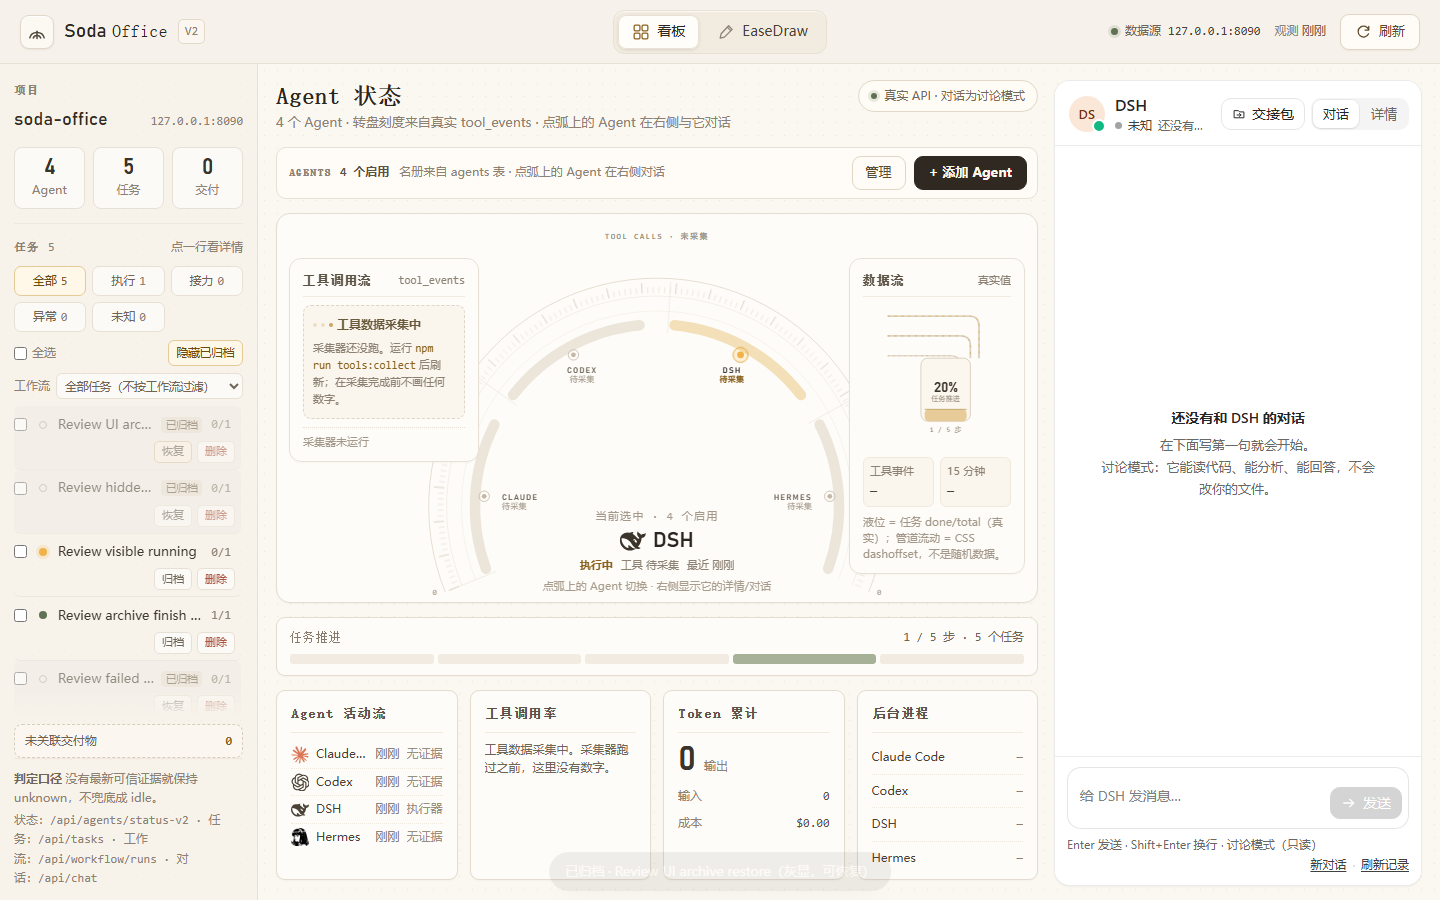 Soda Office V2
看板
EaseDraw
数据源 127.0.0.1:8090
观测 刚刚
刷新
项目
soda-office 127.0.0.1:8090
4 Agent
5 任务
0 交付
任务 5 点一行看详情
全部 5
执行 1
接力 0
异常 0
未知 0
全选 隐藏已归档
工作流 全部任务（不按工作流过滤）
Review UI arc... 已归档 0/1
恢复 删除
Review hidde... 已归档 0/1
恢复 删除
Review visible running 0/1
归档 删除
Review archive finish ... 1/1
归档 删除
Review failed ... 已归档 0/1
恢复 删除
未关联交付物 0
判定口径 没有最新可信证据就保持
unknown，不兜底成 idle。
状态: /api/agents/status-v2 · 任
务: /api/tasks · 工作
流: /api/workflow/runs · 对
话: /api/chat
Agent 状态
4 个 Agent · 转盘刻度来自真实 tool_events · 点弧上的 Agent 在右侧与它对话
真实 API · 对话为讨论模式
AGENTS 4 个启用 名册来自 agents 表 · 点弧上的 Agent 在右侧对话
管理
+ 添加 Agent
TOOL CALLS · 未采集
工具调用流 tool_events
工具数据采集中
采集器还没跑。运行 npm
run tools:collect 后刷
新；在采集完成前不画任何
数字。
采集器未运行
CODEX
待采集
DSH
待采集
CLAUDE
待采集
HERMES
待采集
0
0
当前选中 · 4 个启用
DSH
执行中 工具 待采集 最近 刚刚
点弧上的 Agent 切换 · 右侧显示它的详情/对话
数据流 真实值
20%
任务推进
1 / 5 步
工具事件
—
15 分钟
—
液位 = 任务 done/total（真
实）；管道流动 = CSS
dashoffset，不是随机数据。
任务推进 1 / 5 步 · 5 个任务
Agent 活动流
Claude... 刚刚 无证据
Codex 刚刚 无证据
DSH 刚刚 执行器
Hermes 刚刚 无证据
工具调用率
工具数据采集中。采集器跑
过之前，这里没有数字。
Token 累计
0 输出
输入 0
成本 $0.00
后台进程
Claude Code —
Codex —
DSH —
Hermes —
已归档 · Review UI archive restore（灰显，可恢复）
DS
DSH
未知 还没有...
交接包
对话
详情
还没有和 DSH 的对话
在下面写第一句就会开始。
讨论模式：它能读代码、能分析、能回答，不会
改你的文件。
给 DSH 发消息...
发送
Enter 发送 · Shift+Enter 换行 · 讨论模式（只读）
新对话 · 刷新记录